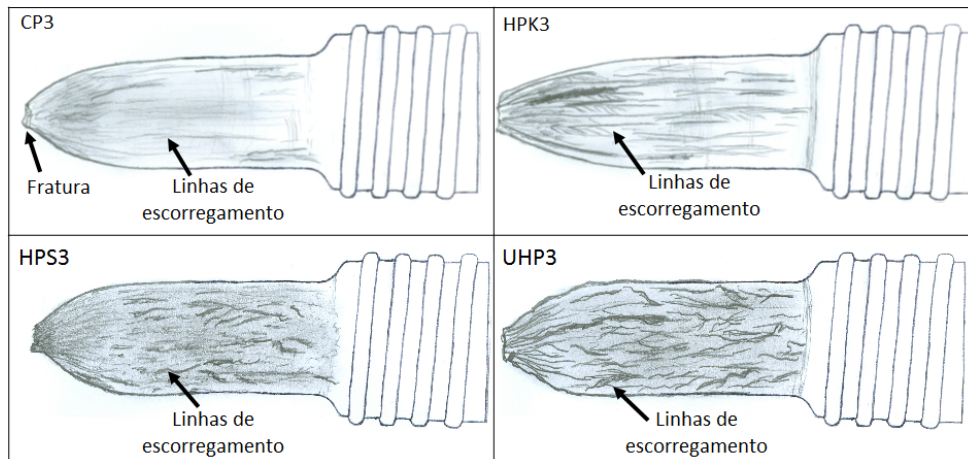 CP3
Fratura
Linhas de
escorregamento
HPK3
Linhas de
escorregamento
HPS3
Linhas de
escorregamento
UHP3
Linhas de
escorregamento